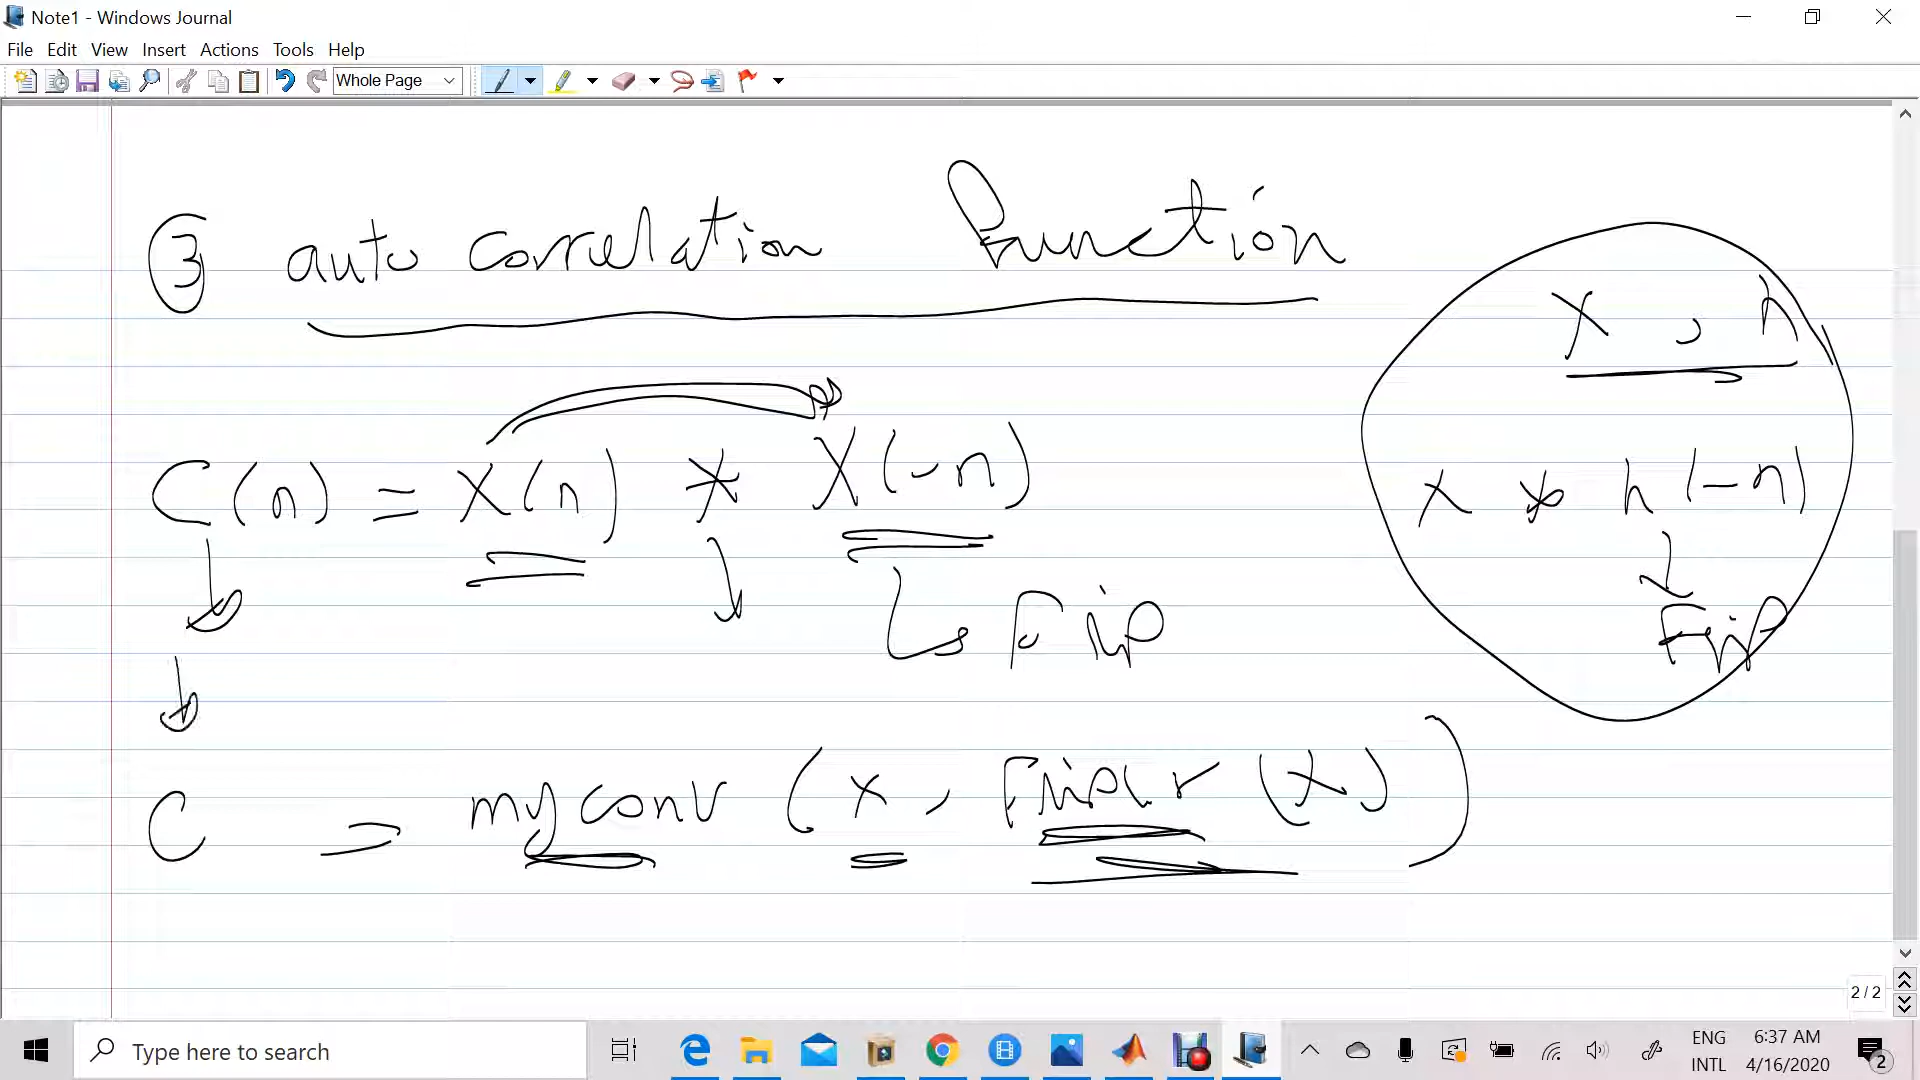 Note1 - Windows Journal
File Edit View Insert Actions Tools Help
Whole Page
3 auto correlation function
x , h
C(n) = X(n) * X(-n)
x * h(-n)
Flip
Flip
C = myconv (x, Fliplr (x))
2 / 2
Type here to search
ENG
INTL
6:37 AM
4/16/2020
2